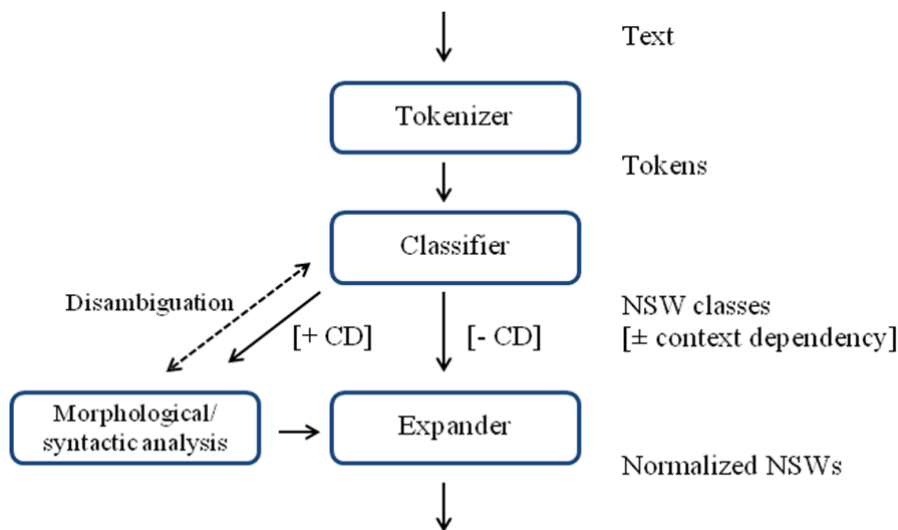 Text
Tokenizer
Tokens
Classifier
Disambiguation
NSW classes
[+ CD]
[- CD]
[± context dependency]
Morphological/
syntactic analysis
Expander
Normalized NSWs